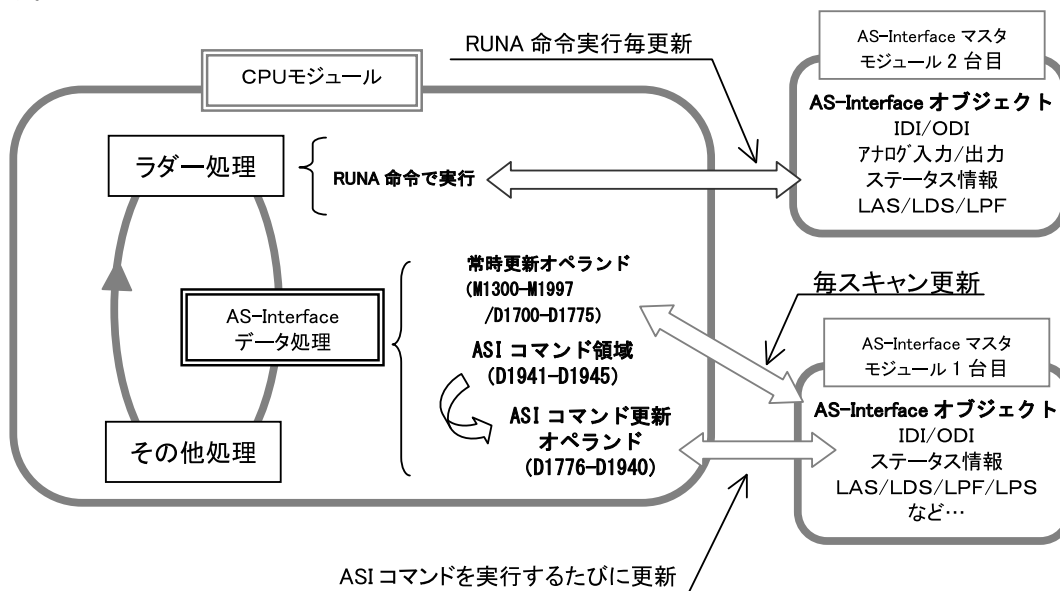 RUNA 命令実行毎更新
AS-Interface マスタ
モジュール 2 台目
AS-Interface オブジェクト
IDI/ODI
アナログ入力/出力
ステータス情報
LAS/LDS/LPF
CPUモジュール
ラダー処理
RUNA 命令で実行
AS-Interface
データ処理
その他処理
常時更新オペランド
(M1300-M1997
/D1700-D1775)
ASI コマンド領域
(D1941-D1945)
ASI コマンド更新
オペランド
(D1776-D1940)
毎スキャン更新
AS-Interface マスタ
モジュール 1 台目
AS-Interface オブジェクト
IDI/ODI
ステータス情報
LAS/LDS/LPF/LPS
など…
ASI コマンドを実行するたびに更新